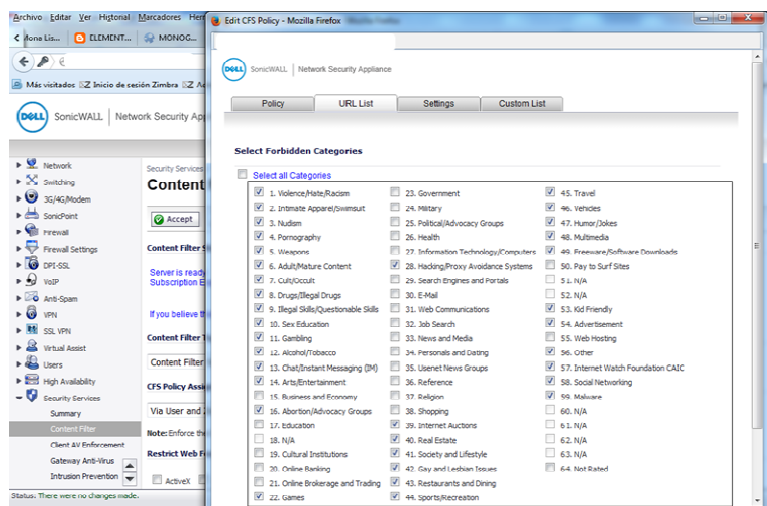 Archivo Editar Ver Historial Marcadores
Edit CFS Policy - Mozilla Firefox
ELEMENT...
MONOG...
Más visitados
Inicio de sesión Zimbra
DELL SonicWALL | Network Security
DELL SonicWALL | Network Security Appliance
Policy
URL List
Settings
Custom List
Select Forbidden Categories
Select all Categories
1. Violence/Hate/Racism
2. Intimate Apparel/Swimsuit
3. Nudism
4. Pornography
5. Weapons
6. Adult/Mature Content
7. Cult/Occult
8. Drugs/Illegal Drugs
9. Illegal Skills/Questionable Skills
10. Sex Education
11. Gambling
12. Alcohol/Tobacco
13. Chat/Instant Messaging (IM)
14. Arts/Entertainment
15. Business and Economy
16. Abortion/Advocacy Groups
17. Education
18. N/A
19. Cultural Institutions
20. Online Banking
21. Online Brokerage and Trading
22. Games
23. Government
24. Military
25. Political/Advocacy Groups
26. Health
27. Information Technology/Computers
28. Hacking/Proxy Avoidance Systems
29. Search Engines and Portals
30. E-Mail
31. Web Communications
32. Job Search
33. News and Media
34. Personals and Dating
35. Usenet News Groups
36. Reference
37. Religion
38. Shopping
39. Internet Auctions
40. Real Estate
41. Society and Lifestyle
42. Gay and Lesbian Issues
43. Restaurants and Dining
44. Sports/Recreation
45. Travel
46. Vehicles
47. Humor/Jokes
48. Multimedia
49. Freeware/Software Downloads
50. Pay to Surf Sites
51. N/A
52. N/A
53. Kid Friendly
54. Advertisement
55. Web Hosting
56. Other
57. Internet Watch Foundation CAIC
58. Social Networking
59. Malware
60. N/A
61. N/A
62. N/A
63. N/A
64. Not Rated
Network
Switching
3G/4G/Modem
SonicPoint
Firewall
Firewall Settings
DPI-SSL
VoIP
Anti-Spam
VPN
SSL VPN
Virtual Assist
Users
High Availability
Security Services
Summary
Content Filter
Client AV Enforcement
Gateway Anti-Virus
Intrusion Prevention
Security Services
Content
Accept
Content Filter S
Server is ready
Subscription E
If you believe th
Content Filter T
Content Filter
CFS Policy Assi
Via User and
Note: Enforce the
Restrict Web F
ActiveX
Status: There were no changes made.